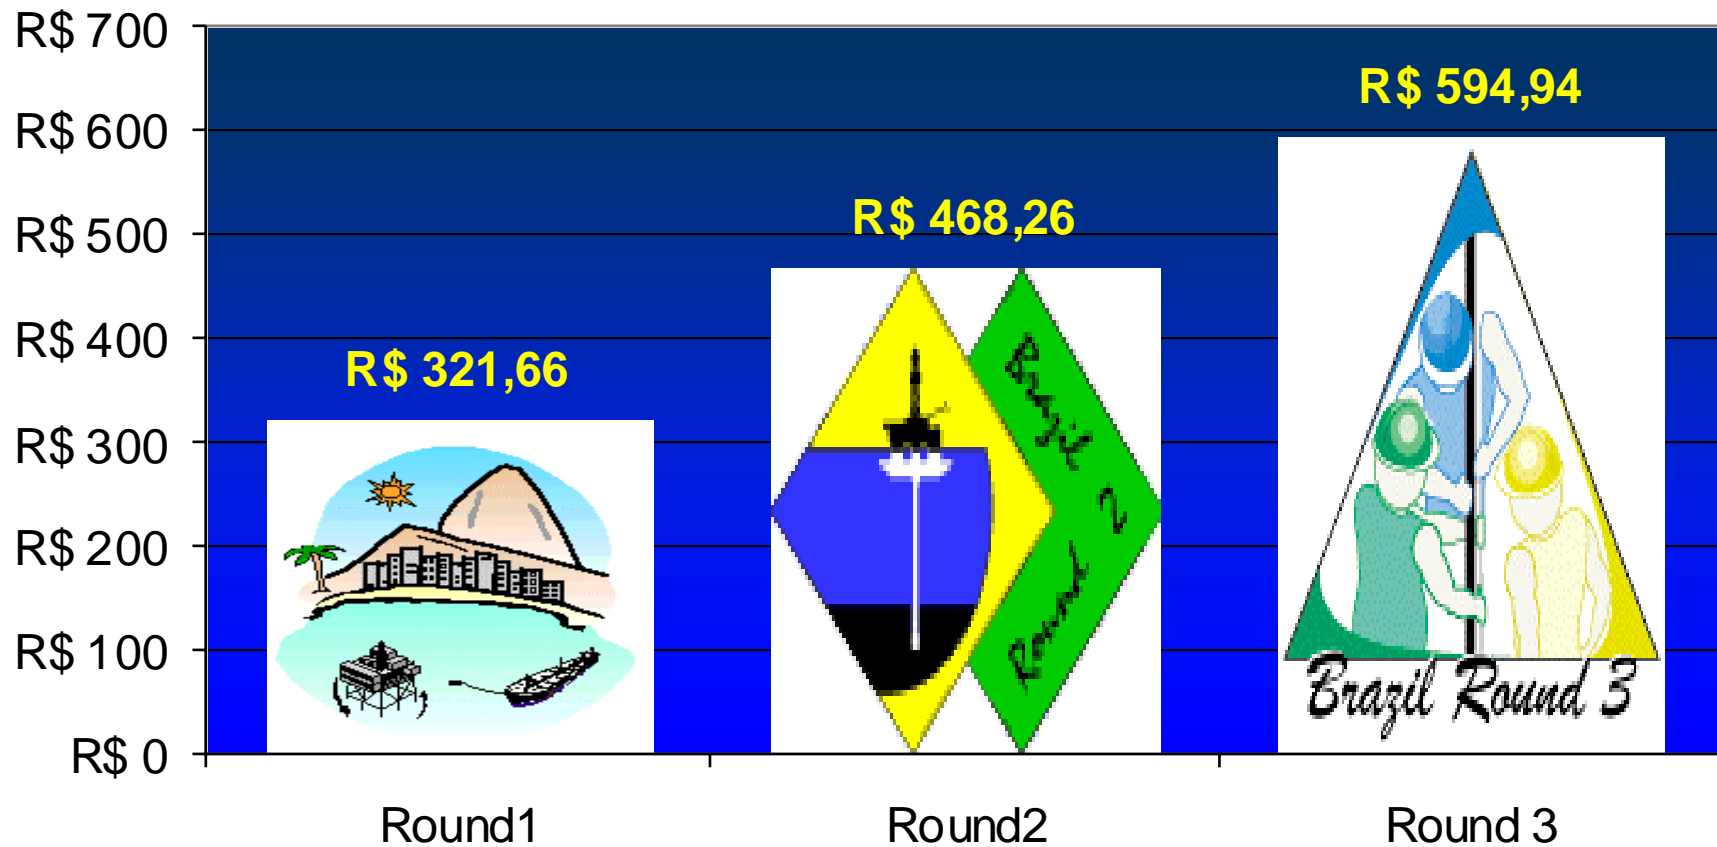 R$ 700
R$ 600
R$ 500
R$ 400
R$ 300
R$ 200
R$ 100
R$ 0
R$ 321,66
R$ 468,26
R$ 594,94
Brazil 2
Round
Brazil Round 3
Round1
Round2
Round 3